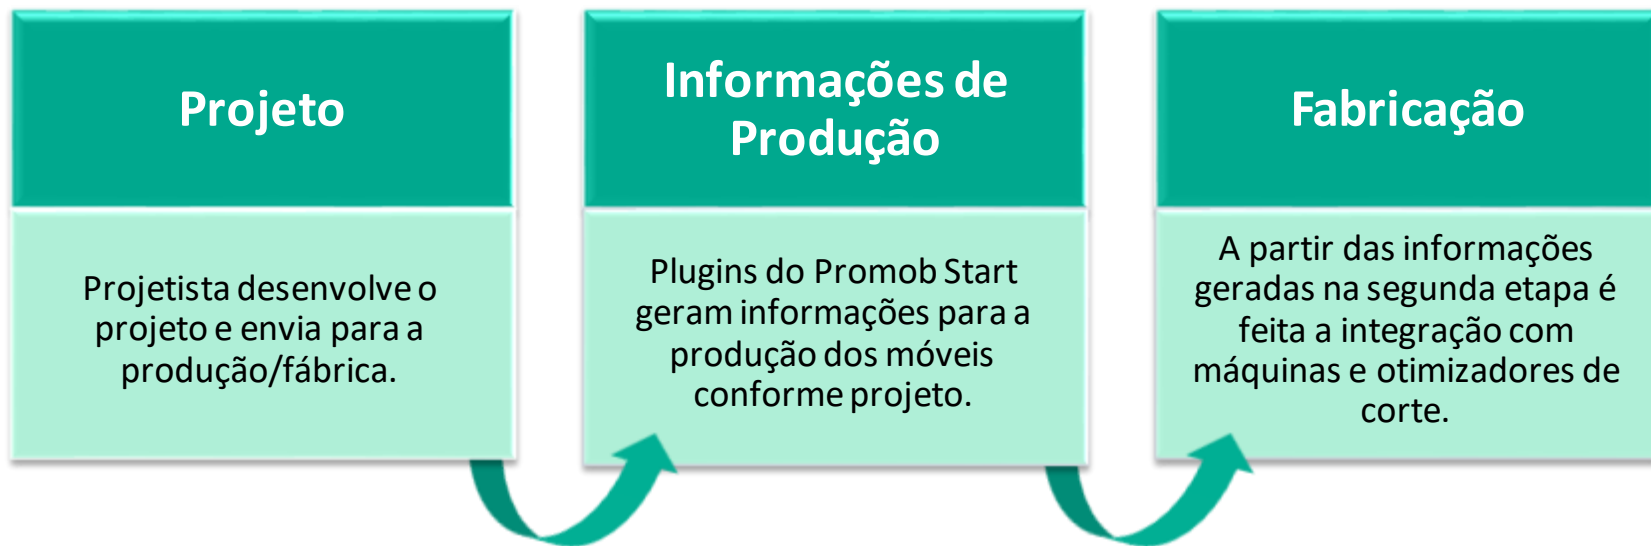 Projeto
Projetista desenvolve o
projeto e envia para a
produção/fábrica.
Informações de
Produção
Plugins do Promob Start
geram informações para a
produção dos móveis
conforme projeto.
Fabricação
A partir das informações
geradas na segunda etapa é
feita a integração com
máquinas e otimizadores de
corte.